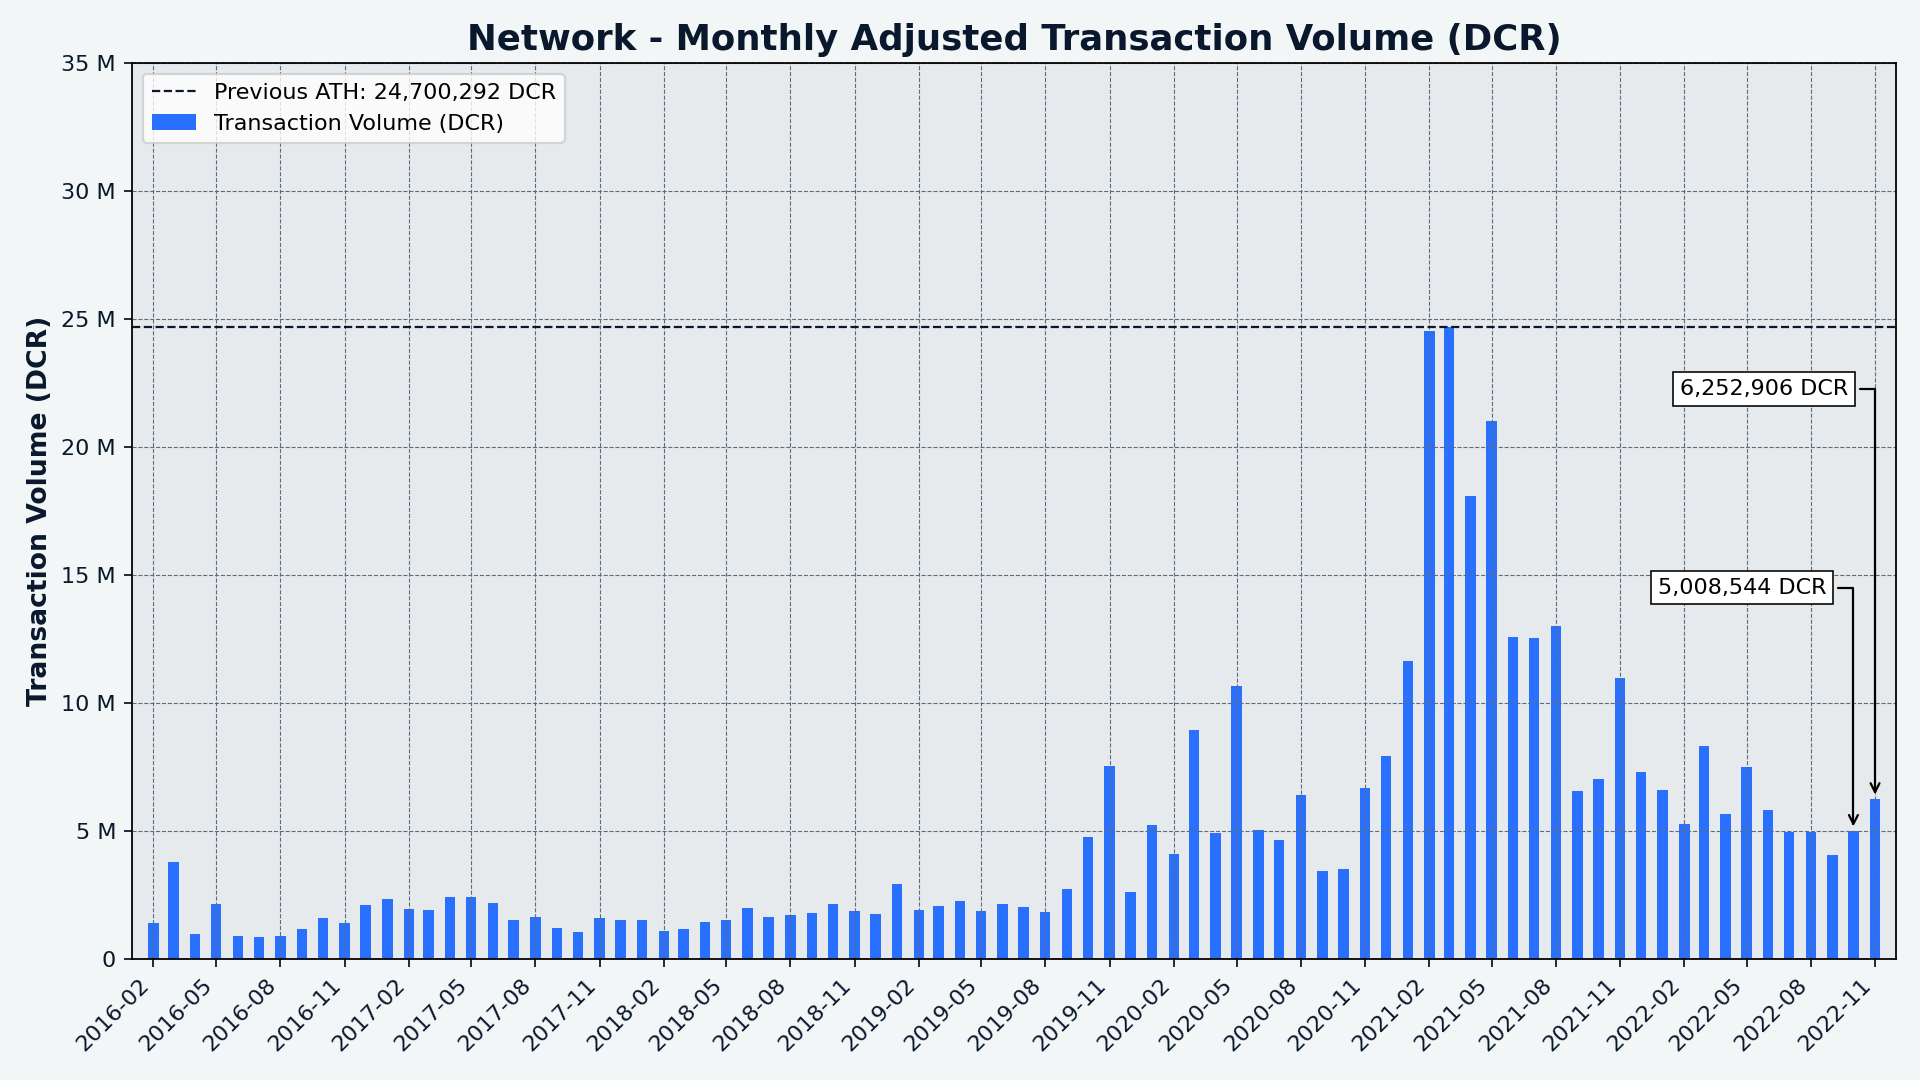 Network - Monthly Adjusted Transaction Volume (DCR)
Previous ATH: 24,700,292 DCR
Transaction Volume (DCR)
Transaction Volume (DCR)
35 M
30 M
25 M
20 M
15 M
10 M
5 M
0
6,252,906 DCR
5,008,544 DCR
2016-02
2016-05
2016-08
2016-11
2017-02
2017-05
2017-08
2017-11
2018-02
2018-05
2018-08
2018-11
2019-02
2019-05
2019-08
2019-11
2020-02
2020-05
2020-08
2020-11
2021-02
2021-05
2021-08
2021-11
2022-02
2022-05
2022-08
2022-11